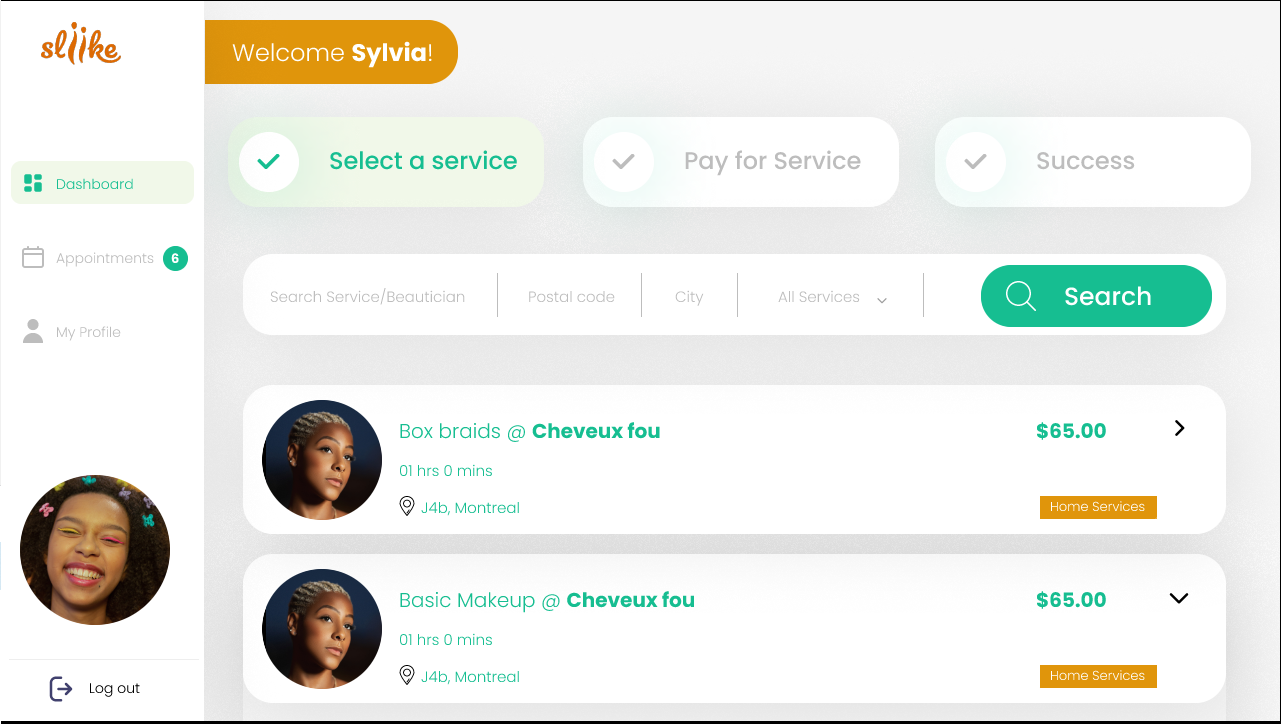 sliike
Welcome Sylvia!
Select a service
Pay for Service
Success
Dashboard
Appointments 6
My Profile
Log out
Search Service/Beautician
Postal code
City
All Services
Search
Box braids @ Cheveux fou
$65.00
01 hrs 0 mins
J4b, Montreal
Home Services
Basic Makeup @ Cheveux fou
$65.00
01 hrs 0 mins
J4b, Montreal
Home Services